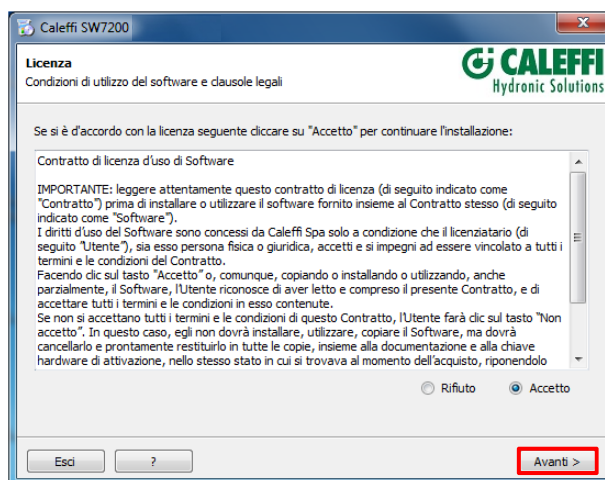 Caleffi SW7200
Licenza
Condizioni di utilizzo del software e clausole legali
CALEFFI
Hydronic Solutions
Se si è d'accordo con la licenza seguente cliccare su "Accetto" per continuare l'installazione:
Contratto di licenza d'uso di Software
IMPORTANTE: leggere attentamente questo contratto di licenza (di seguito indicato come
"Contratto") prima di installare o utilizzare il software fornito insieme al Contratto stesso (di seguito
indicato come "Software").
I diritti d'uso del Software sono concessi da Caleffi Spa solo a condizione che il licenziatario (di
seguito "Utente"), sia esso persona fisica o giuridica, accetti e si impegni ad essere vincolato a tutti i
termini e le condizioni del Contratto.
Facendo clic sul tasto "Accetto" o, comunque, copiando o installando o utilizzando, anche
parzialmente, il Software, l'Utente riconosce di aver letto e compreso il presente Contratto, e di
accettare tutti i termini e le condizioni in esso contenute.
Se non si accettano tutti i termini e le condizioni di questo Contratto, l'Utente farà clic sul tasto "Non
accetto". In questo caso, egli non dovrà installare, utilizzare, copiare il Software, ma dovrà
cancellarlo e prontamente restituirlo in tutte le copie, insieme alla documentazione e alla chiave
hardware di attivazione, nello stesso stato in cui si trovava al momento dell'acquisto, riponendolo
Rifiuto Accetto
Esci ? Avanti >